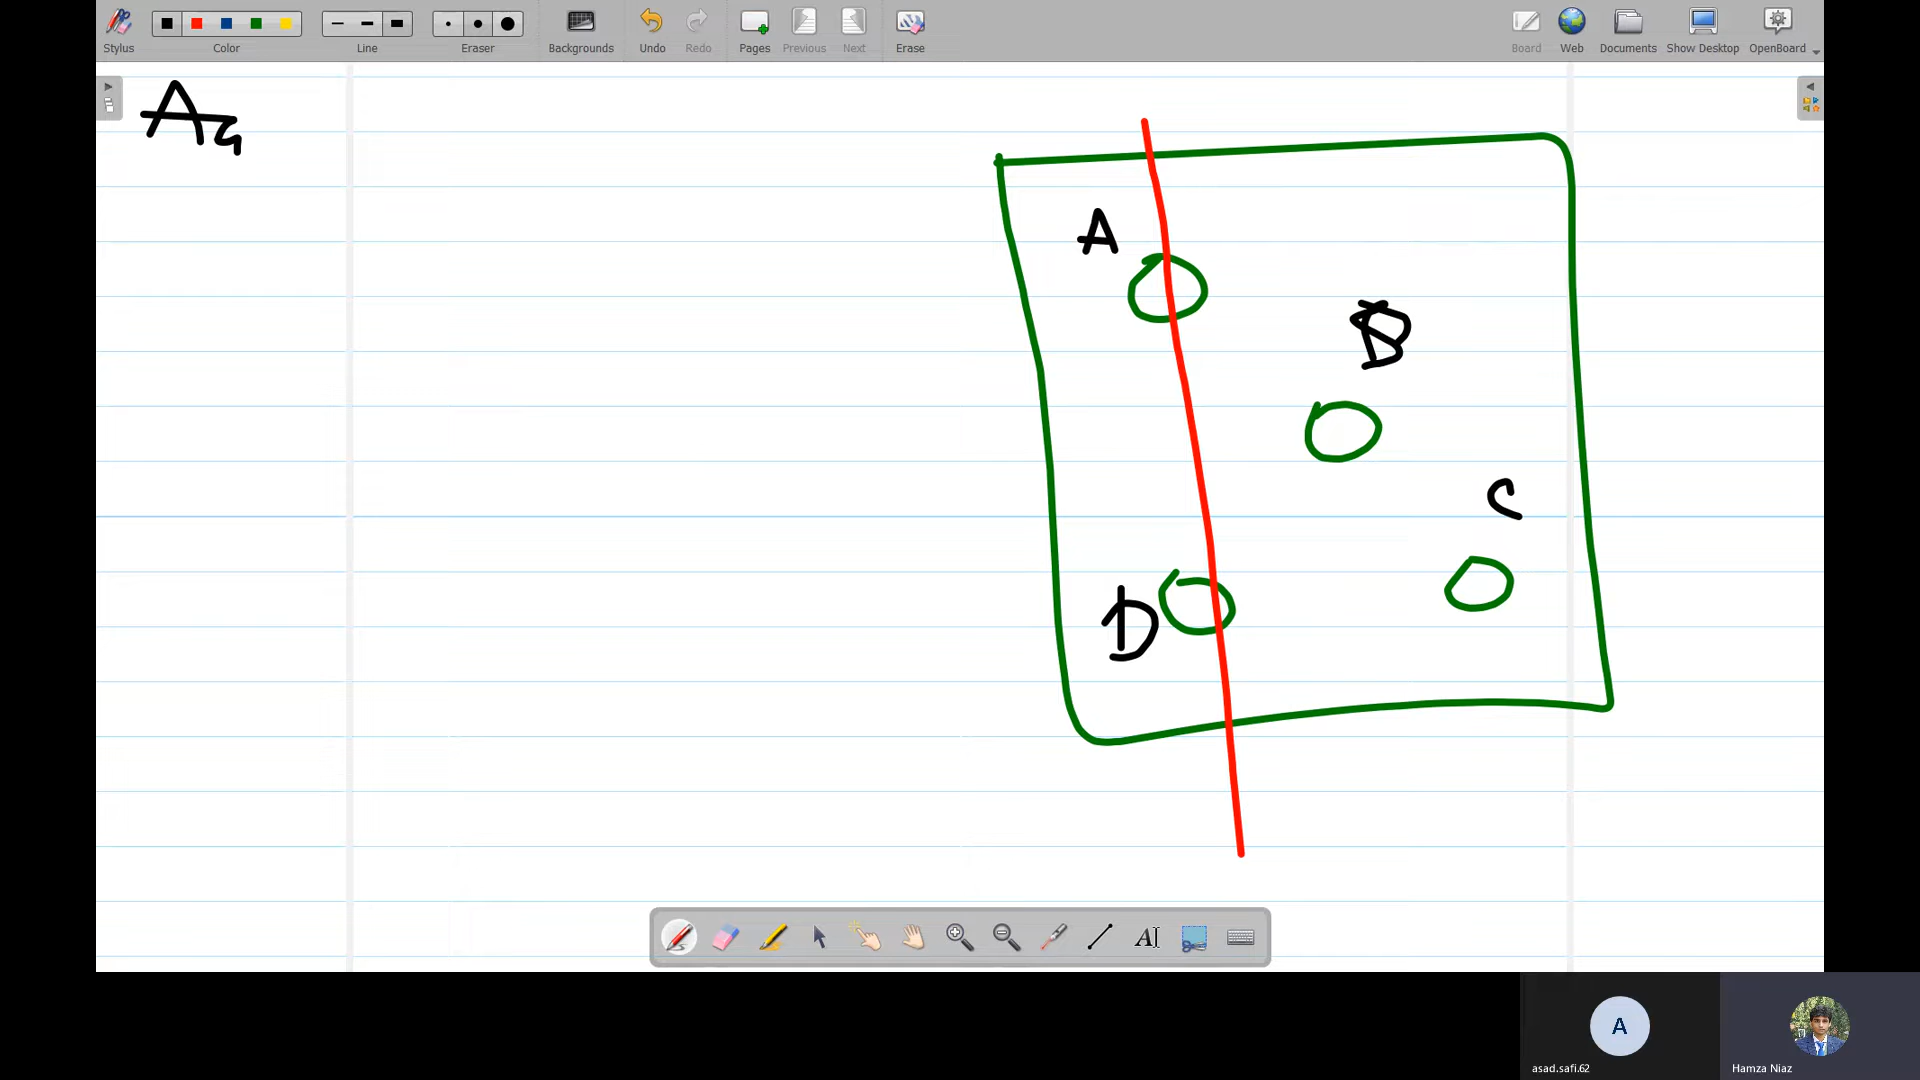 Stylus
Color
Line
Eraser
Backgrounds
Undo
Redo
Pages
Previous
Next
Erase
Board
Web
Documents
Show Desktop
OpenBoard
A
B
C
D
A
asad.safi.62
Hamza Niaz